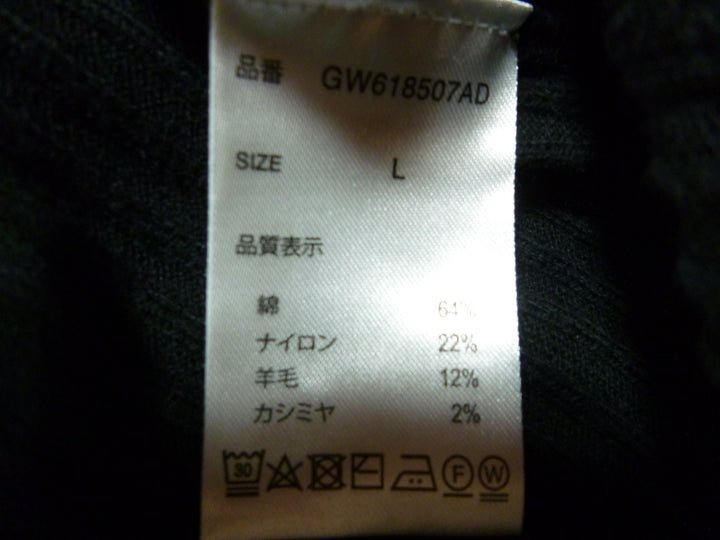 品番 GW618507AD
SIZE L
品質表示
綿 64%
ナイロン 22%
羊毛 12%
カシミヤ 2%
30 F W